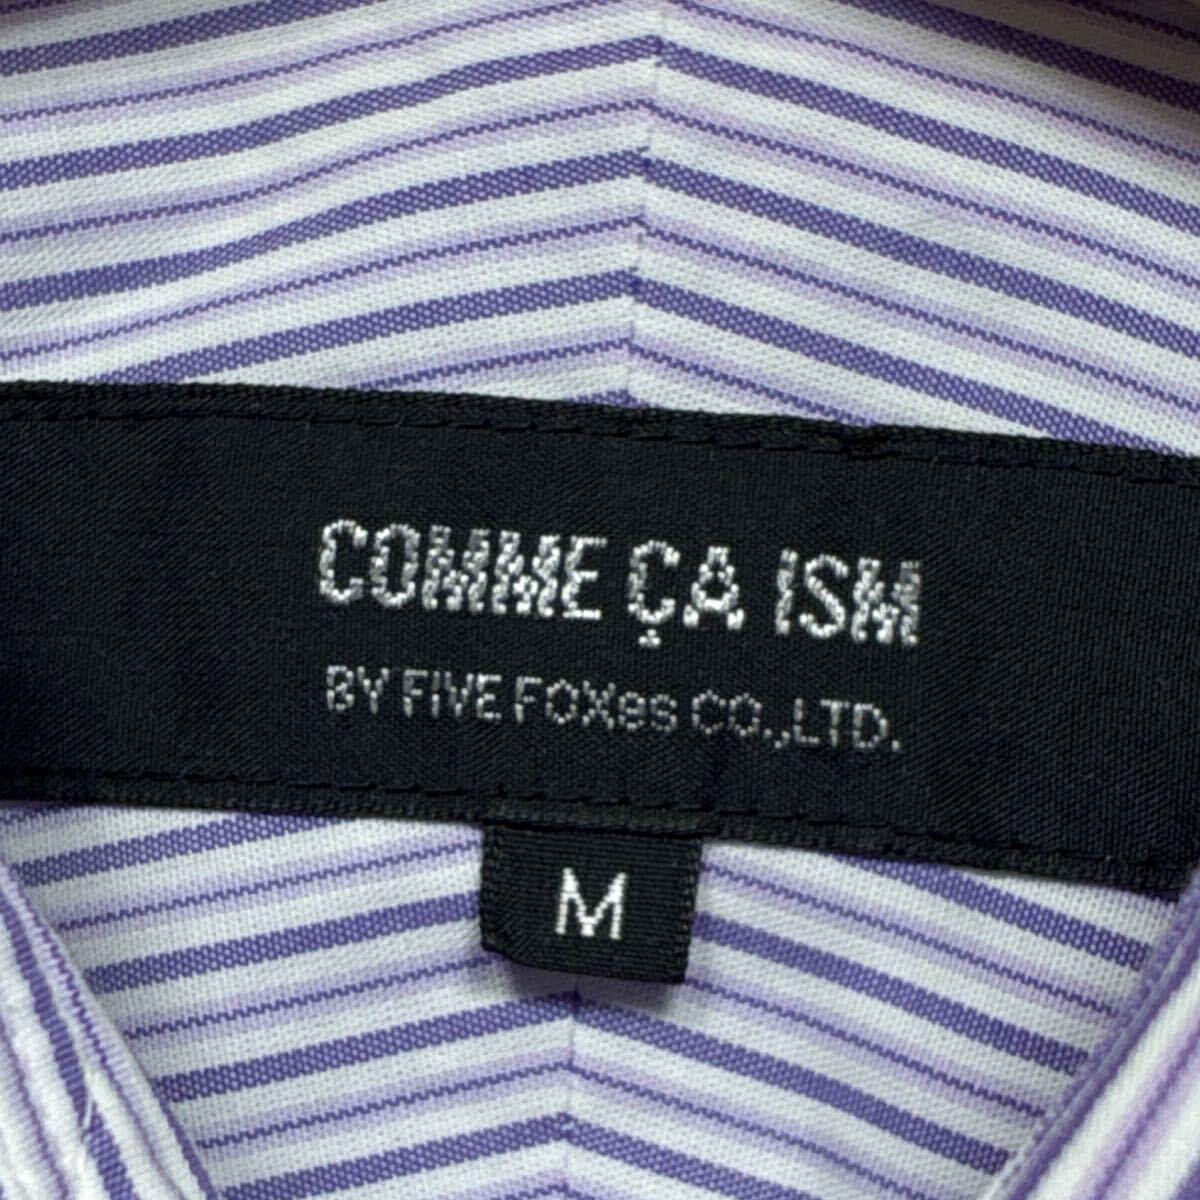 COMME ÇA ISM
BY FIVE FOXes CO.,LTD.
M